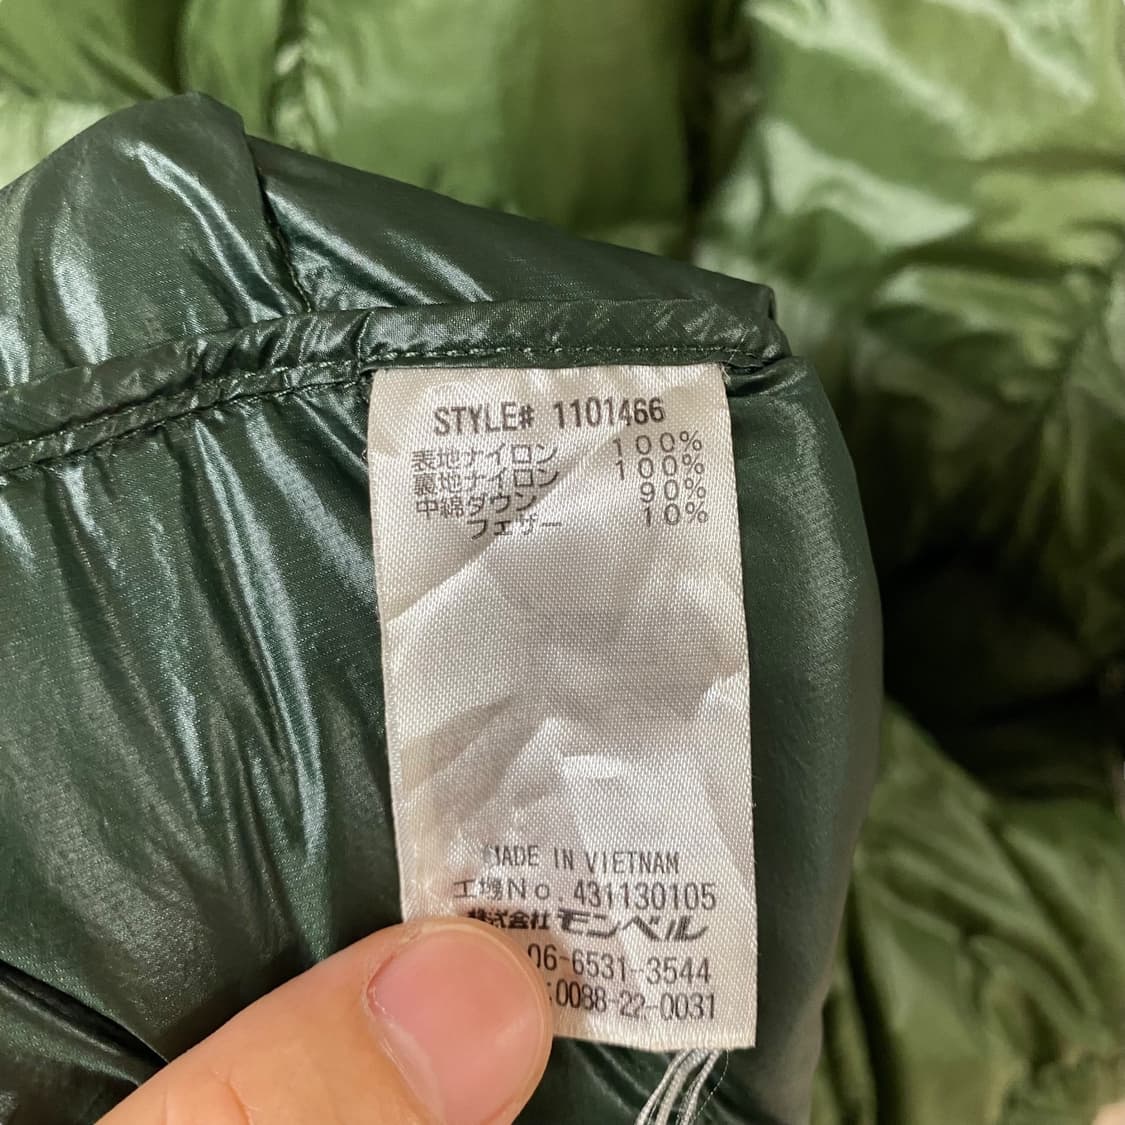 STYLE# 1101466
表地ナイロン 100%
裏地ナイロン 100%
中綿ダウン 90%
フェザー 10%
MADE IN VIETNAM
工場No. 431130105
株式会社モンベル
06-6531-3544
0088-22-0031